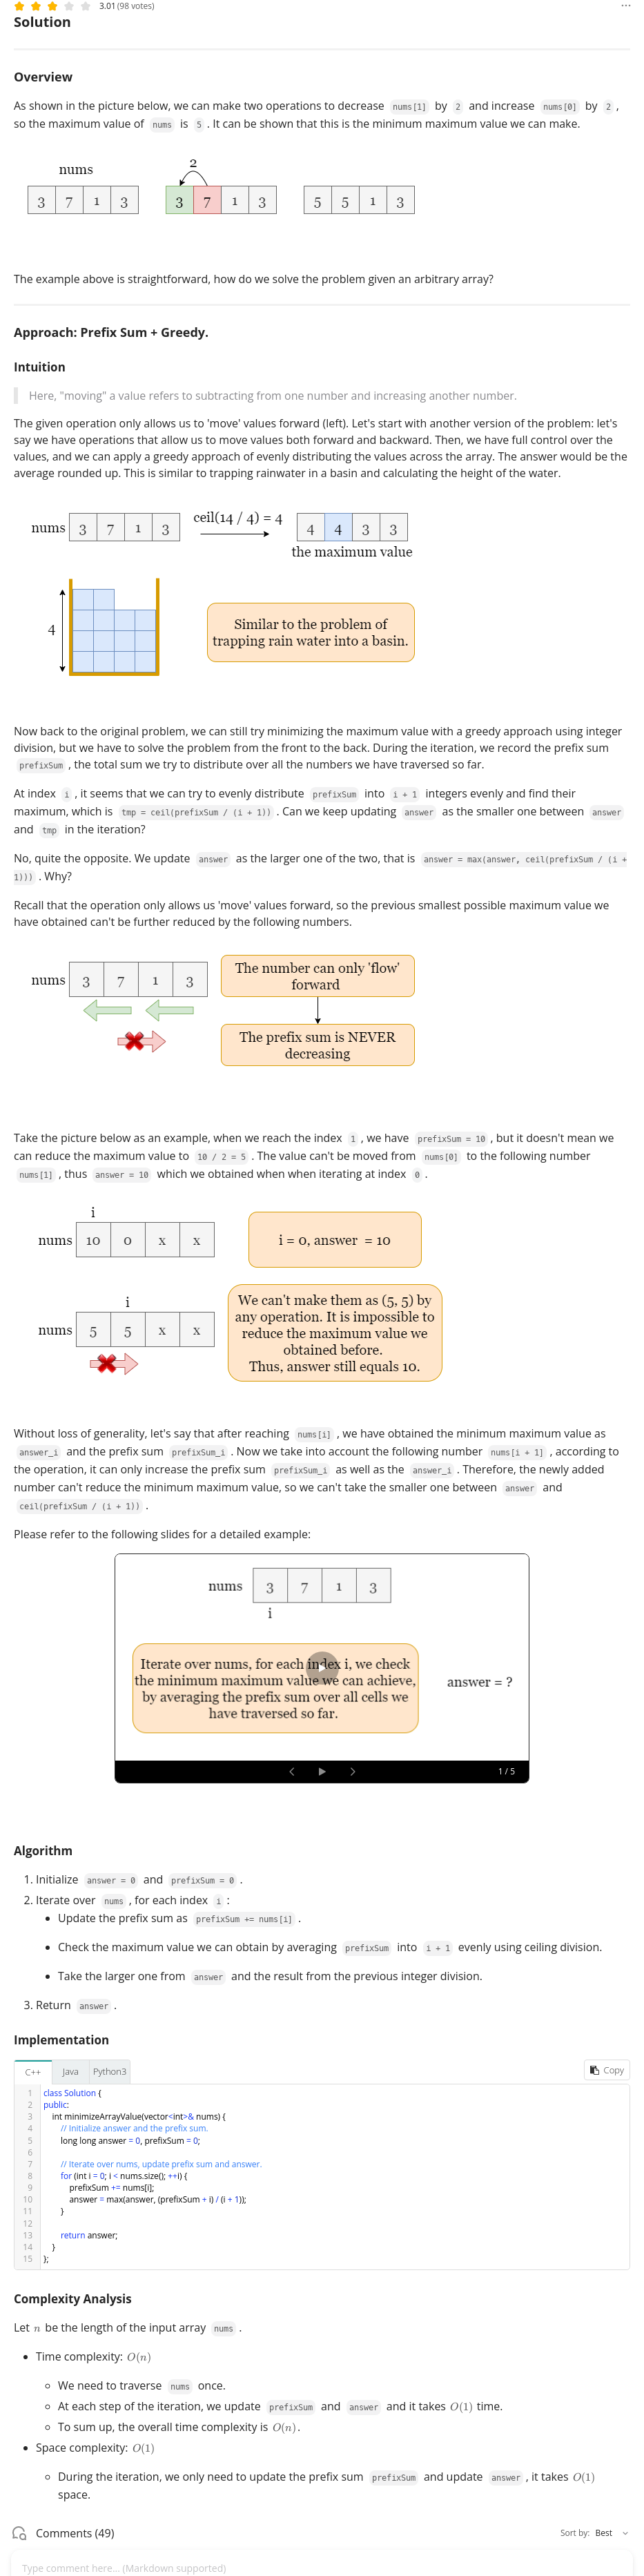 3.01 (98 votes)
Solution
Overview
As shown in the picture below, we can make two operations to decrease nums[1] by 2 and increase nums[0] by 2 ,
so the maximum value of nums is 5 . It can be shown that this is the minimum maximum value we can make.
nums
2
3 7 1 3
3 7 1 3
5 5 1 3
The example above is straightforward, how do we solve the problem given an arbitrary array?
Approach: Prefix Sum + Greedy.
Intuition
Here, "moving" a value refers to subtracting from one number and increasing another number.
The given operation only allows us to 'move' values forward (left). Let's start with another version of the problem: let's
say we have operations that allow us to move values both forward and backward. Then, we have full control over the
values, and we can apply a greedy approach of evenly distributing the values across the array. The answer would be the
average rounded up. This is similar to trapping rainwater in a basin and calculating the height of the water.
nums 3 7 1 3
ceil(14 / 4) = 4
4 4 3 3
the maximum value
4
Similar to the problem of
trapping rain water into a basin.
Now back to the original problem, we can still try minimizing the maximum value with a greedy approach using integer
division, but we have to solve the problem from the front to the back. During the iteration, we record the prefix sum
prefixSum , the total sum we try to distribute over all the numbers we have traversed so far.
At index i , it seems that we can try to evenly distribute prefixSum into i + 1 integers evenly and find their
maximum, which is tmp = ceil(prefixSum / (i + 1)) . Can we keep updating answer as the smaller one between answer
and tmp in the iteration?
No, quite the opposite. We update answer as the larger one of the two, that is answer = max(answer, ceil(prefixSum / (i +
1))) . Why?
Recall that the operation only allows us 'move' values forward, so the previous smallest possible maximum value we
have obtained can't be further reduced by the following numbers.
nums 3 7 1 3
The number can only 'flow'
forward
The prefix sum is NEVER
decreasing
Take the picture below as an example, when we reach the index 1 , we have prefixSum = 10 , but it doesn't mean we
can reduce the maximum value to 10 / 2 = 5 . The value can't be moved from nums[0] to the following number
nums[1] , thus answer = 10 which we obtained when when iterating at index 0 .
i
nums 10 0 x x
i = 0, answer = 10
i
nums 5 5 x x
We can't make them as (5, 5) by
any operation. It is impossible to
reduce the maximum value we
obtained before.
Thus, answer still equals 10.
Without loss of generality, let's say that after reaching nums[i] , we have obtained the minimum maximum value as
answer_i and the prefix sum prefixSum_i . Now we take into account the following number nums[i + 1] , according to
the operation, it can only increase the prefix sum prefixSum_i as well as the answer_i . Therefore, the newly added
number can't reduce the minimum maximum value, so we can't take the smaller one between answer and
ceil(prefixSum / (i + 1)) .
Please refer to the following slides for a detailed example:
nums 3 7 1 3
i
Iterate over nums, for each index i, we check
the minimum maximum value we can achieve,
by averaging the prefix sum over all cells we
have traversed so far.
answer = ?
1 / 5
Algorithm
1. Initialize answer = 0 and prefixSum = 0 .
2. Iterate over nums , for each index i :
• Update the prefix sum as prefixSum += nums[i] .
• Check the maximum value we can obtain by averaging prefixSum into i + 1 evenly using ceiling division.
• Take the larger one from answer and the result from the previous integer division.
3. Return answer .
Implementation
C++ Java Python3 Copy
1 class Solution {
2 public:
3 int minimizeArrayValue(vector<int>& nums) {
4 // Initialize answer and the prefix sum.
5 long long answer = 0, prefixSum = 0;
6
7 // Iterate over nums, update prefix sum and answer.
8 for (int i = 0; i < nums.size(); ++i) {
9 prefixSum += nums[i];
10 answer = max(answer, (prefixSum + i) / (i + 1));
11 }
12
13 return answer;
14 }
15 };
Complexity Analysis
Let n be the length of the input array nums .
• Time complexity: O(n)
◦ We need to traverse nums once.
◦ At each step of the iteration, we update prefixSum and answer and it takes O(1) time.
◦ To sum up, the overall time complexity is O(n).
• Space complexity: O(1)
◦ During the iteration, we only need to update the prefix sum prefixSum and update answer , it takes O(1)
space.
Comments (49)
Sort by: Best
Type comment here... (Markdown supported)